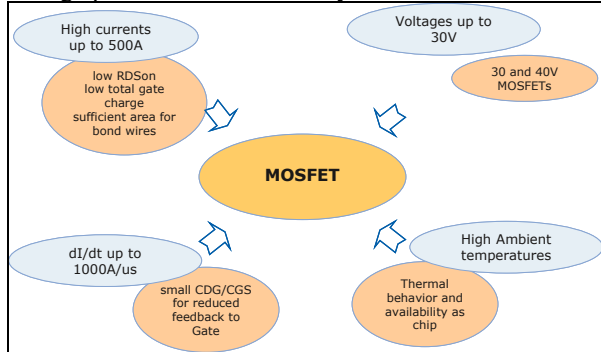 High currents
up to 500A
low RDSon
low total gate
charge
sufficient area for
bond wires
Voltages up to
30V
30 and 40V
MOSFETs
MOSFET
dI/dt up to
1000A/us
small CDG/CGS
for reduced
feedback to
Gate
High Ambient
temperatures
Thermal
behavior and
availability as
chip